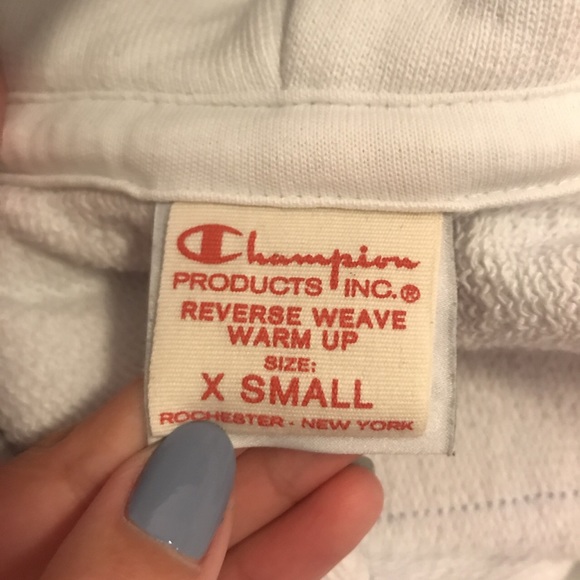 Champion
PRODUCTS INC.®
REVERSE WEAVE
WARM UP
SIZE:
X SMALL
ROCHESTER · NEW YORK